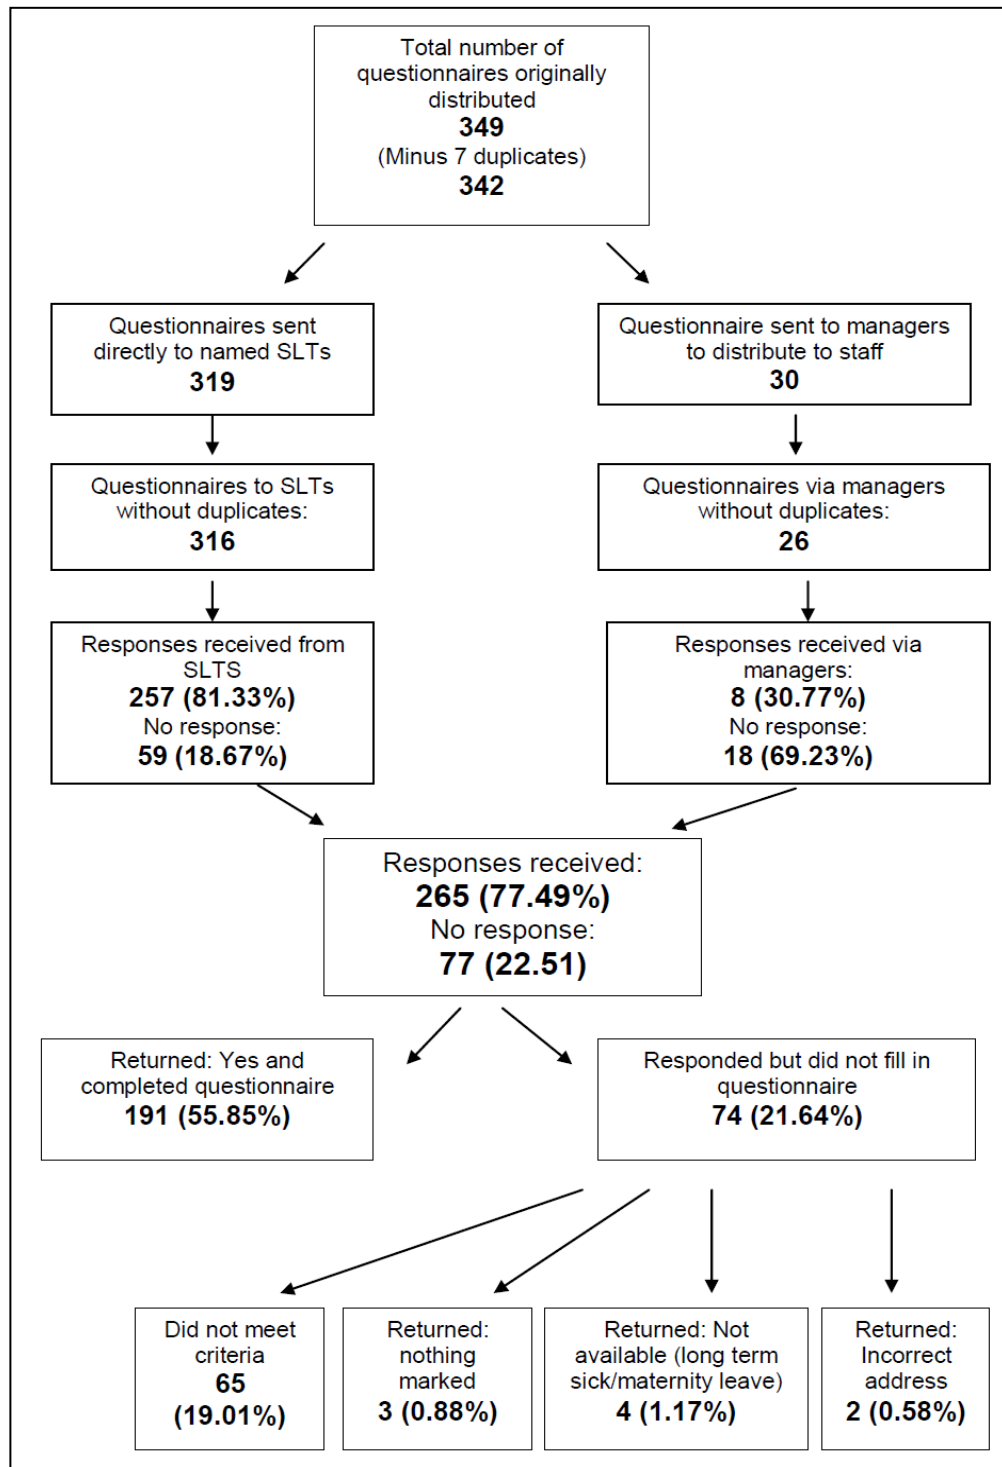 Total number of
questionnaires originally
distributed
349
(Minus 7 duplicates)
342
Questionnaires sent
directly to named SLTs
319
Questionnaire sent to managers
to distribute to staff
30
Questionnaires to SLTs
without duplicates:
316
Questionnaires via managers
without duplicates:
26
Responses received from
SLTS
257 (81.33%)
No response:
59 (18.67%)
Responses received via
managers:
8 (30.77%)
No response:
18 (69.23%)
Responses received:
265 (77.49%)
No response:
77 (22.51)
Returned: Yes and
completed questionnaire
191 (55.85%)
Responded but did not fill in
questionnaire
74 (21.64%)
Did not meet
criteria
65
(19.01%)
Returned:
nothing
marked
3 (0.88%)
Returned: Not
available (long term
sick/maternity leave)
4 (1.17%)
Returned:
Incorrect
address
2 (0.58%)